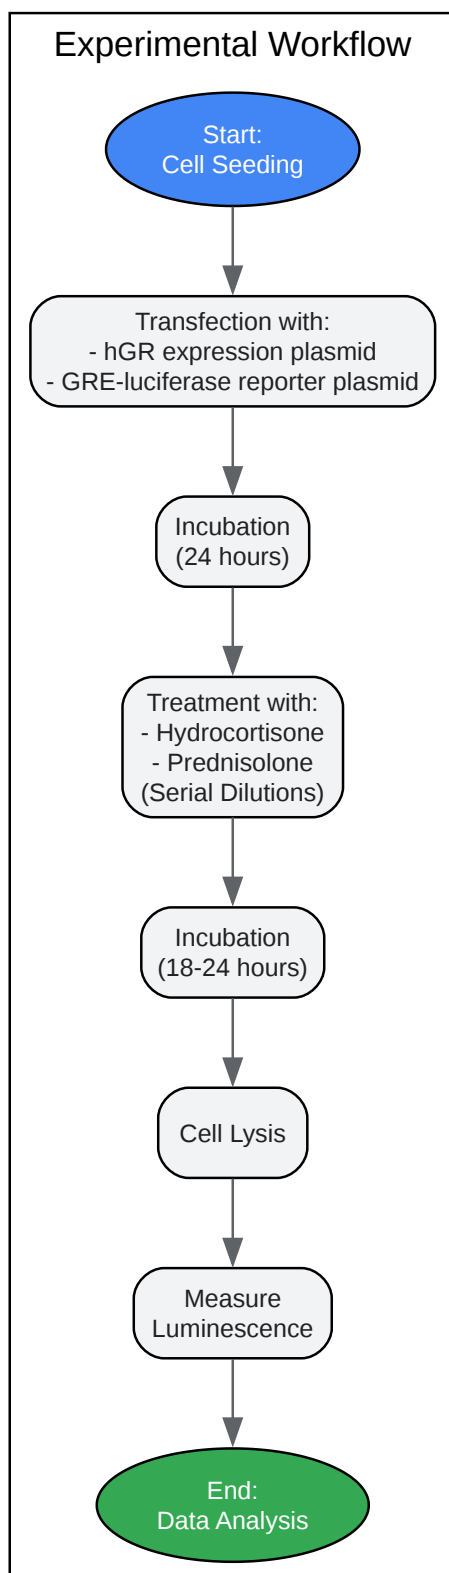 Experimental Workflow
Start:
Cell Seeding
Transfection with:
- hGR expression plasmid
- GRE-luciferase reporter plasmid
Incubation
(24 hours)
Treatment with:
- Hydrocortisone
- Prednisolone
(Serial Dilutions)
Incubation
(18-24 hours)
Cell Lysis
Measure
Luminescence
End:
Data Analysis